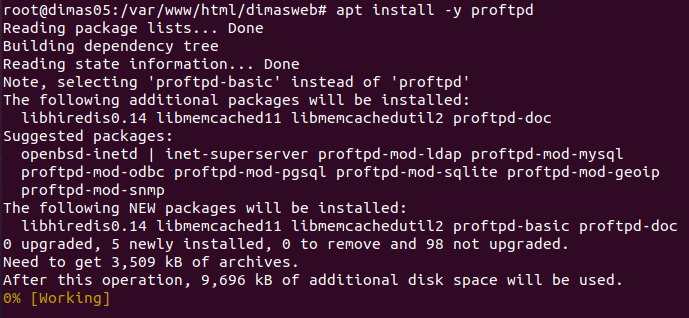 root@dimas05:/var/www/html/dimasweb# apt install -y proftpd
Reading package lists... Done
Building dependency tree
Reading state information... Done
Note, selecting 'proftpd-basic' instead of 'proftpd'
The following additional packages will be installed:
  libhiredis0.14 libmemcached11 libmemcachedutil2 proftpd-doc
Suggested packages:
  openbsd-inetd | inet-superserver proftpd-mod-ldap proftpd-mod-mysql
  proftpd-mod-odbc proftpd-mod-pgsql proftpd-mod-sqlite proftpd-mod-geoip
  proftpd-mod-snmp
The following NEW packages will be installed:
  libhiredis0.14 libmemcached11 libmemcachedutil2 proftpd-basic proftpd-doc
0 upgraded, 5 newly installed, 0 to remove and 98 not upgraded.
Need to get 3,509 kB of archives.
After this operation, 9,696 kB of additional disk space will be used.
0% [Working]